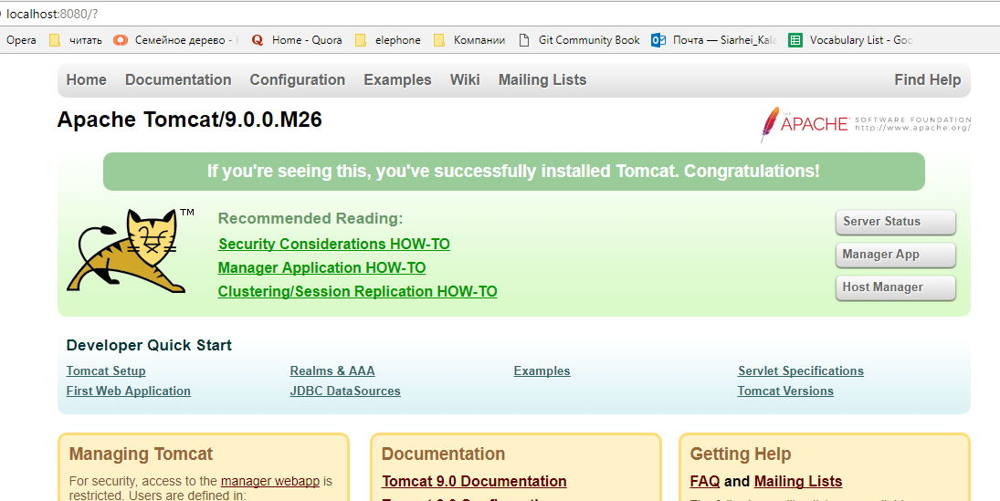 localhost:8080/?
Opera читать Семейное дерево - Home - Quora elephone Компании Git Community Book Почта — Siarhei_Kala Vocabulary List - Goo
Home Documentation Configuration Examples Wiki Mailing Lists Find Help
Apache Tomcat/9.0.0.M26
THE
APACHE SOFTWARE FOUNDATION
http://www.apache.org/
If you're seeing this, you've successfully installed Tomcat. Congratulations!
TM
Recommended Reading:
Security Considerations HOW-TO
Manager Application HOW-TO
Clustering/Session Replication HOW-TO
Server Status
Manager App
Host Manager
Developer Quick Start
Tomcat Setup Realms & AAA Examples Servlet Specifications
First Web Application JDBC DataSources Tomcat Versions
Managing Tomcat
For security, access to the manager webapp is
restricted. Users are defined in:
Documentation
Tomcat 9.0 Documentation
Getting Help
FAQ and Mailing Lists